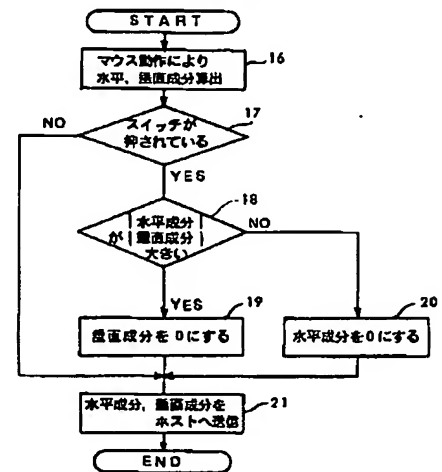 START
マウス動作により
水平、垂直成分算出
16
スイッチが
押されている
17
NO
YES
18
|水平成分|
が|垂直成分|
大きい
NO
YES
19
垂直成分を0にする
20
水平成分を0にする
水平成分,垂直成分を
ホストへ送信
21
END